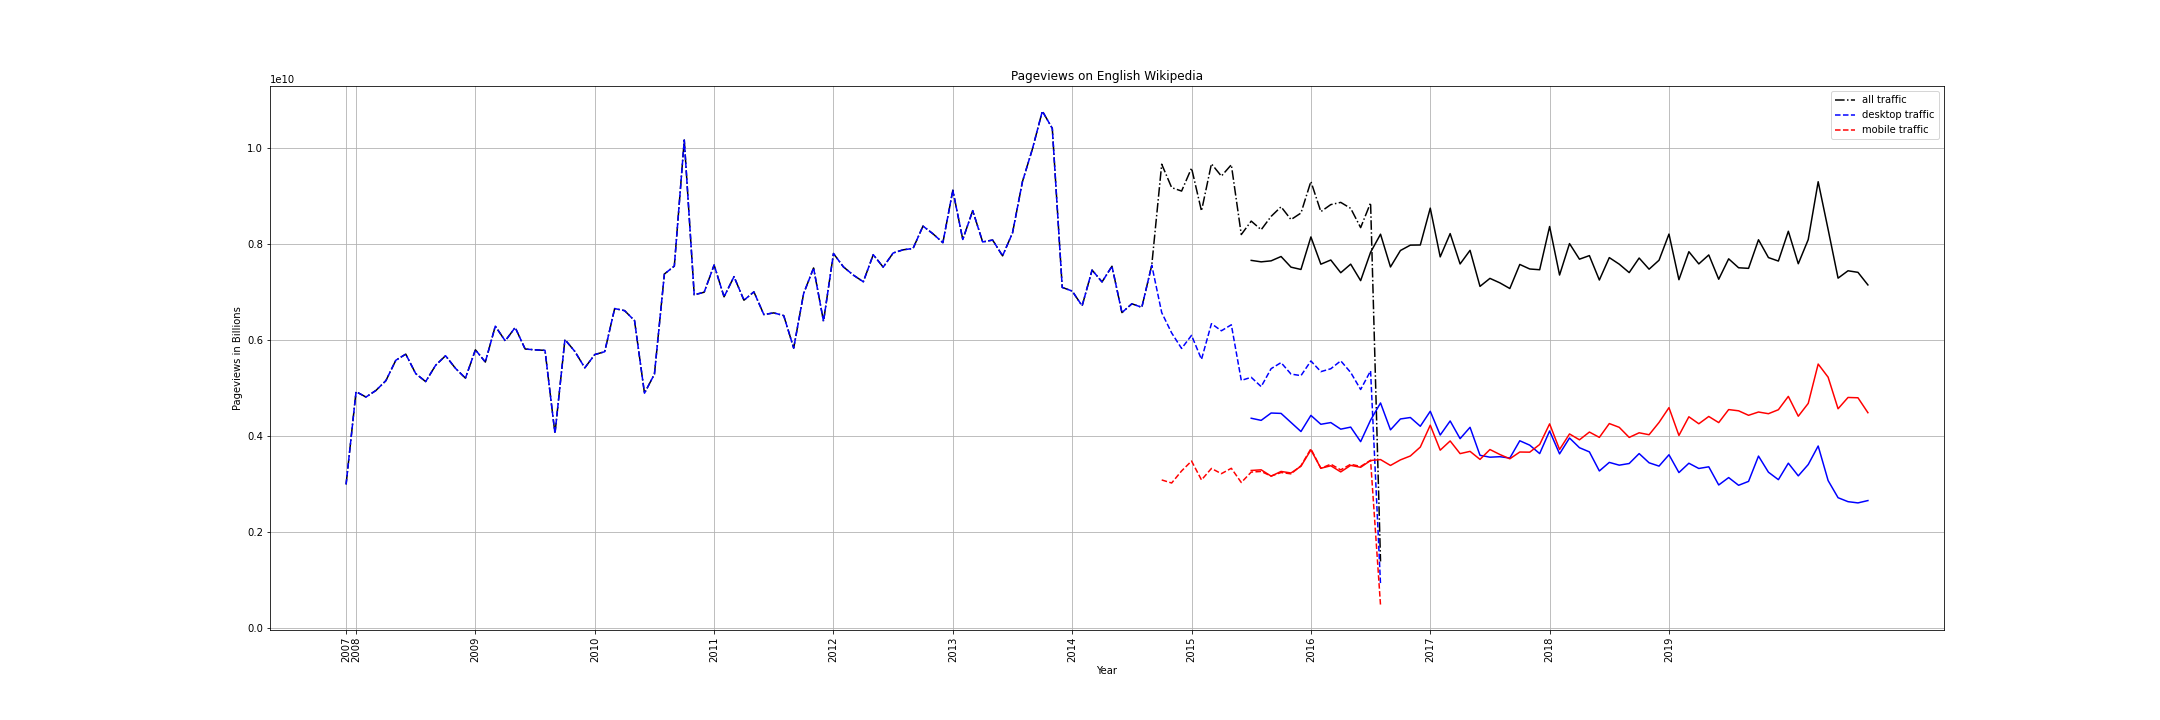 Pageviews on English Wikipedia
1e10
all traffic
desktop traffic
mobile traffic
1.0
0.8
0.6
0.4
0.2
0.0
Pageviews in Billions
2007
2008
2009
2010
2011
2012
2013
2014
2015
2016
2017
2018
2019
Year